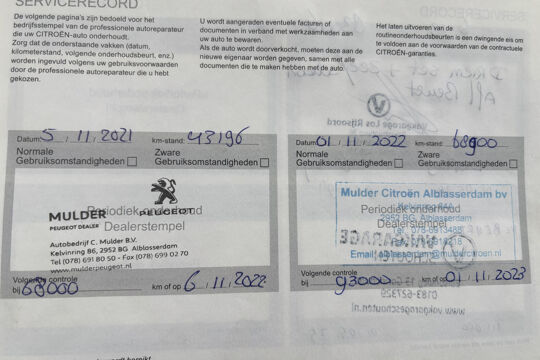 SERVICERECORD
De volgende pagina's zijn bedoeld voor het
bedrijfsstempel van de professionele autoreparateur
die uw CITROËN-auto onderhoudt.
Zorg dat de onderstaande vakken (datum,
kilometerstand, volgende onderhoudsbeurt, enz.)
worden ingevuld volgens uw gebruiksvoorwaarden
door de professionele autoreparateur die u hebt
gekozen.
U wordt aangeraden eventuele facturen of
documenten in verband met werkzaamheden aan
uw auto te bewaren.
Als de auto wordt doorverkocht, moeten deze aan de
nieuwe eigenaar worden gegeven, samen met alle
documenten die te maken hebben met de auto.
Het laten uitvoeren van de
routineonderhoudsbeurten is een dwingende eis om
te voldoen aan de voorwaarden van de contractuele
CITROËN-garanties.
Datum: 5/11/2021 km-stand: 43196
Normale
Gebruiksomstandigheden
Zware
Gebruiksomstandigheden
Periodiek onderhoud
Dealerstempel
MULDER PEUGEOT
PEUGEOT DEALER
Autobedrijf C. Mulder B.V.
Kelvinring 86, 2952 BG Alblasserdam
Tel (078) 691 80 50 - Fax (078) 699 02 70
www.mulderpeugeot.nl
Volgende controle
bij 60000 km of op 6/11/2022
Datum: 01/11/2022 km-stand: 68900
Normale
Gebruiksomstandigheden
Zware
Gebruiksomstandigheden
Mulder Citroën Alblasserdam bv
Periodiek onderhoud
2952 BG Alblasserdam
Dealerstempel
Volgende controle
bij 93000 km of op 01/11/2023